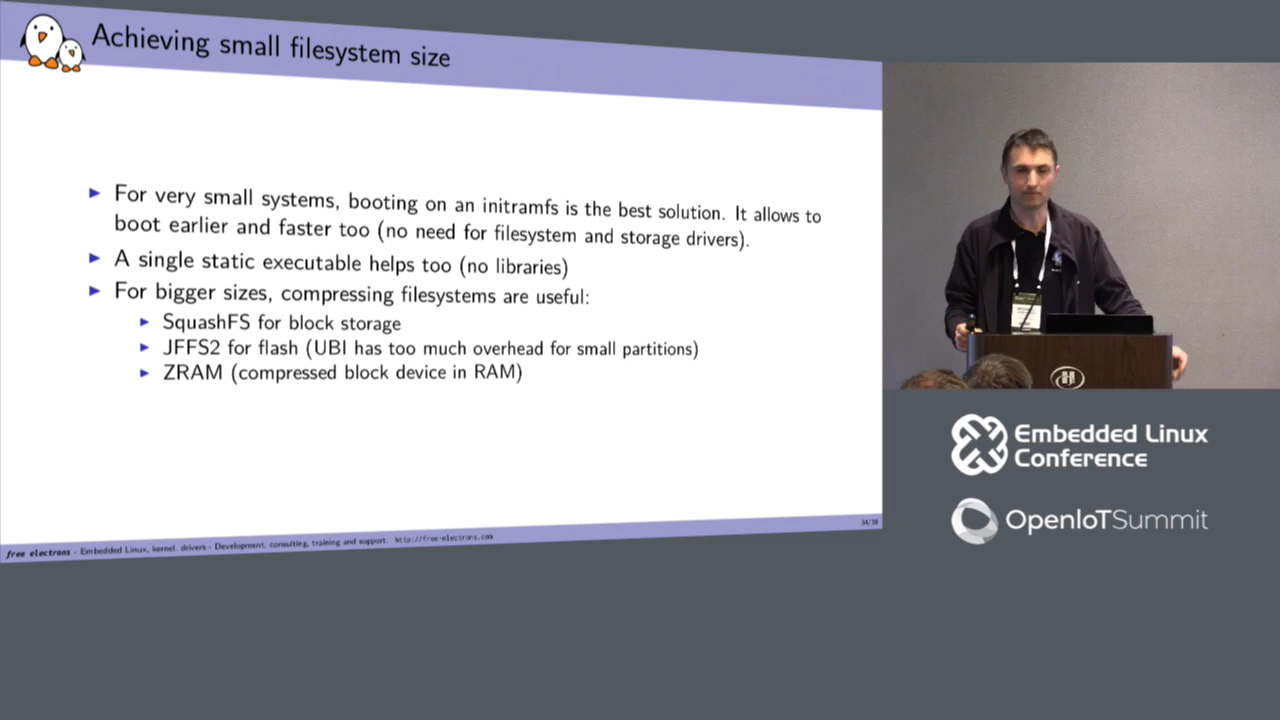 Achieving small filesystem size
► For very small systems, booting on an initramfs is the best solution. It allows to
boot earlier and faster too (no need for filesystem and storage drivers).
► A single static executable helps too (no libraries)
► For bigger sizes, compressing filesystems are useful:
► SquashFS for block storage
► JFFS2 for flash (UBI has too much overhead for small partitions)
► ZRAM (compressed block device in RAM)
34/39
free electrons - Embedded Linux, kernel, drivers - Development, consulting, training and support. http://free-electrons.com
H
Embedded Linux
Conference
OpenIoTSummit